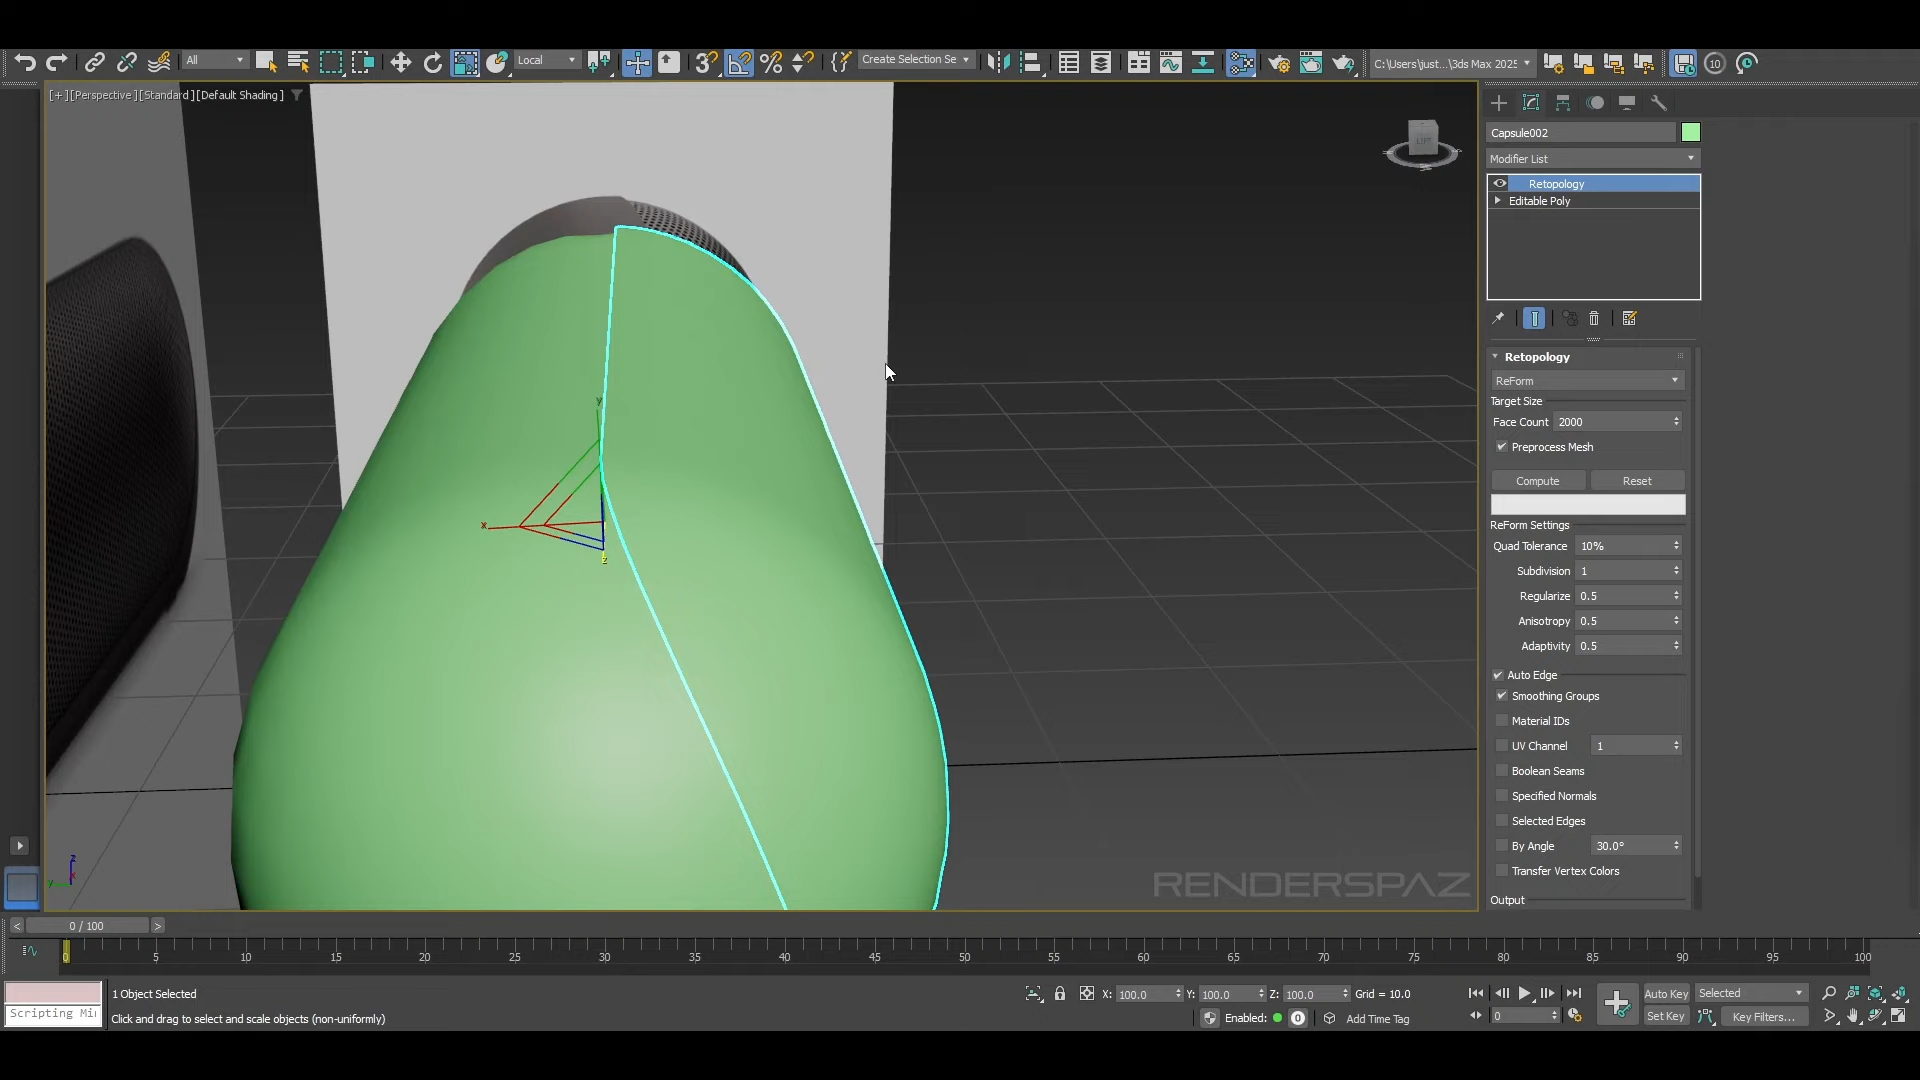 All
Local
3
Create Selection Se
C:\Users\just...\3ds Max 2025
10
[+][Perspective][Standard][Default Shading]
LEFT
Capsule002
Modifier List
Retopology
Editable Poly
Retopology
ReForm
Target Size
Face Count 2000
Preprocess Mesh
Compute Reset
ReForm Settings
Quad Tolerance 10%
Subdivision 1
Regularize 0.5
Anisotropy 0.5
Adaptivity 0.5
Auto Edge
Smoothing Groups
Material IDs
UV Channel 1
Boolean Seams
Specified Normals
Selected Edges
By Angle 30.0°
Transfer Vertex Colors
Output
y
x
z
z
y
x
RENDERSPAZ
< 0 / 100 >
0 5 10 15 20 25 30 35 40 45 50 55 60 65 70 75 80 85 90 95 100
1 Object Selected
X: 100.0 Y: 100.0 Z: 100.0 Grid = 10.0
Auto Key Selected
Scripting Mi
Click and drag to select and scale objects (non-uniformly)
Enabled: 0 Add Time Tag
0
Set Key Key Filters...